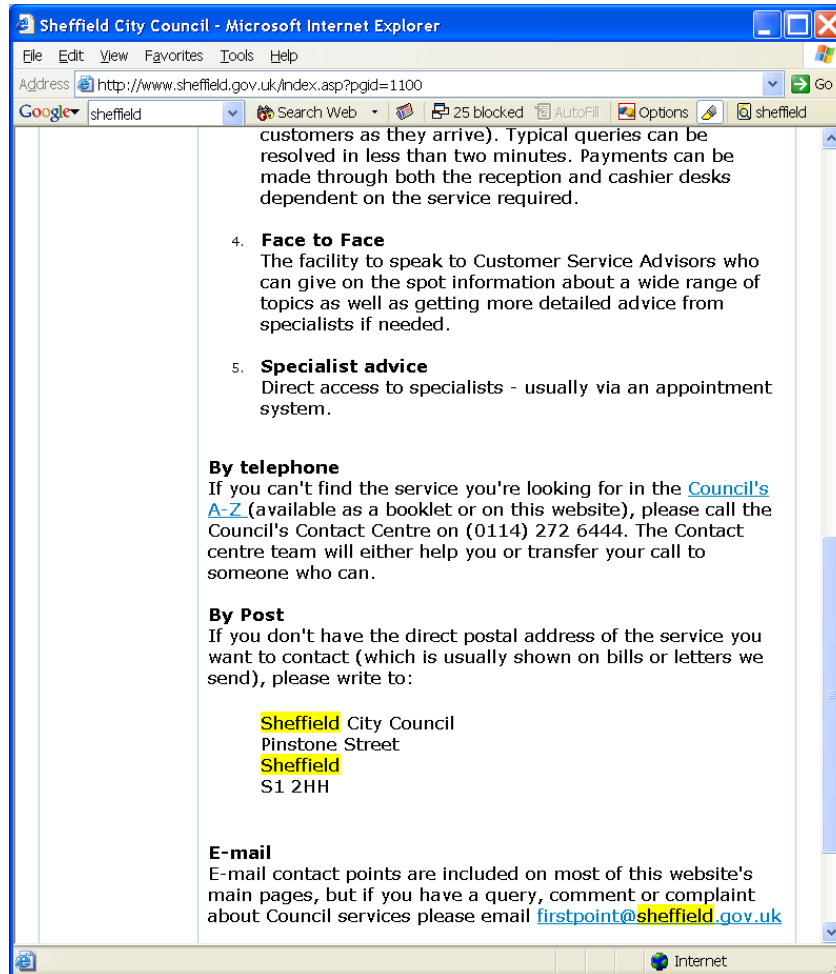 Sheffield City Council - Microsoft Internet Explorer
File Edit View Favorites Tools Help
Address http://www.sheffield.gov.uk/index.asp?pgid=1100 Go
Google sheffield Search Web 25 blocked AutoFill Options sheffield
customers as they arrive). Typical queries can be
resolved in less than two minutes. Payments can be
made through both the reception and cashier desks
dependent on the service required.
4. Face to Face
The facility to speak to Customer Service Advisors who
can give on the spot information about a wide range of
topics as well as getting more detailed advice from
specialists if needed.
5. Specialist advice
Direct access to specialists - usually via an appointment
system.
By telephone
If you can't find the service you're looking for in the Council's
A-Z (available as a booklet or on this website), please call the
Council's Contact Centre on (0114) 272 6444. The Contact
centre team will either help you or transfer your call to
someone who can.
By Post
If you don't have the direct postal address of the service you
want to contact (which is usually shown on bills or letters we
send), please write to:
Sheffield City Council
Pinstone Street
Sheffield
S1 2HH
E-mail
E-mail contact points are included on most of this website's
main pages, but if you have a query, comment or complaint
about Council services please email firstpoint@sheffield.gov.uk
Internet